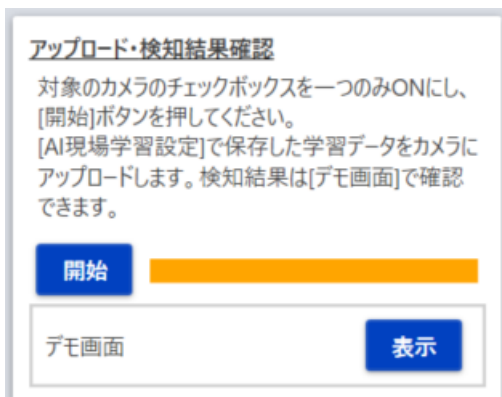 アップロード・検知結果確認
対象のカメラのチェックボックスを一つのみONにし、
[開始]ボタンを押してください。
[AI現場学習設定]で保存した学習データをカメラに
アップロードします。検知結果は[デモ画面]で確認
できます。
開始
デモ画面
表示